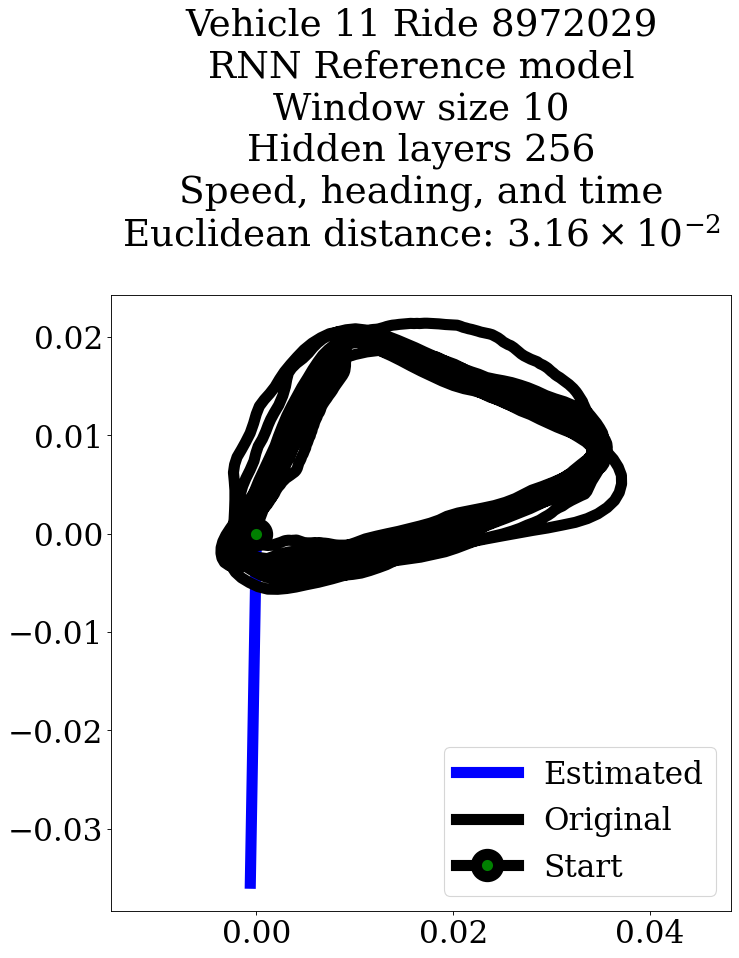 Vehicle 11 Ride 8972029
RNN Reference model
Window size 10
Hidden layers 256
Speed, heading, and time
Euclidean distance: 3.16 × 10⁻²
0.02
0.01
0.00
−0.01
−0.02
−0.03
Estimated
Original
Start
0.00 0.02 0.04